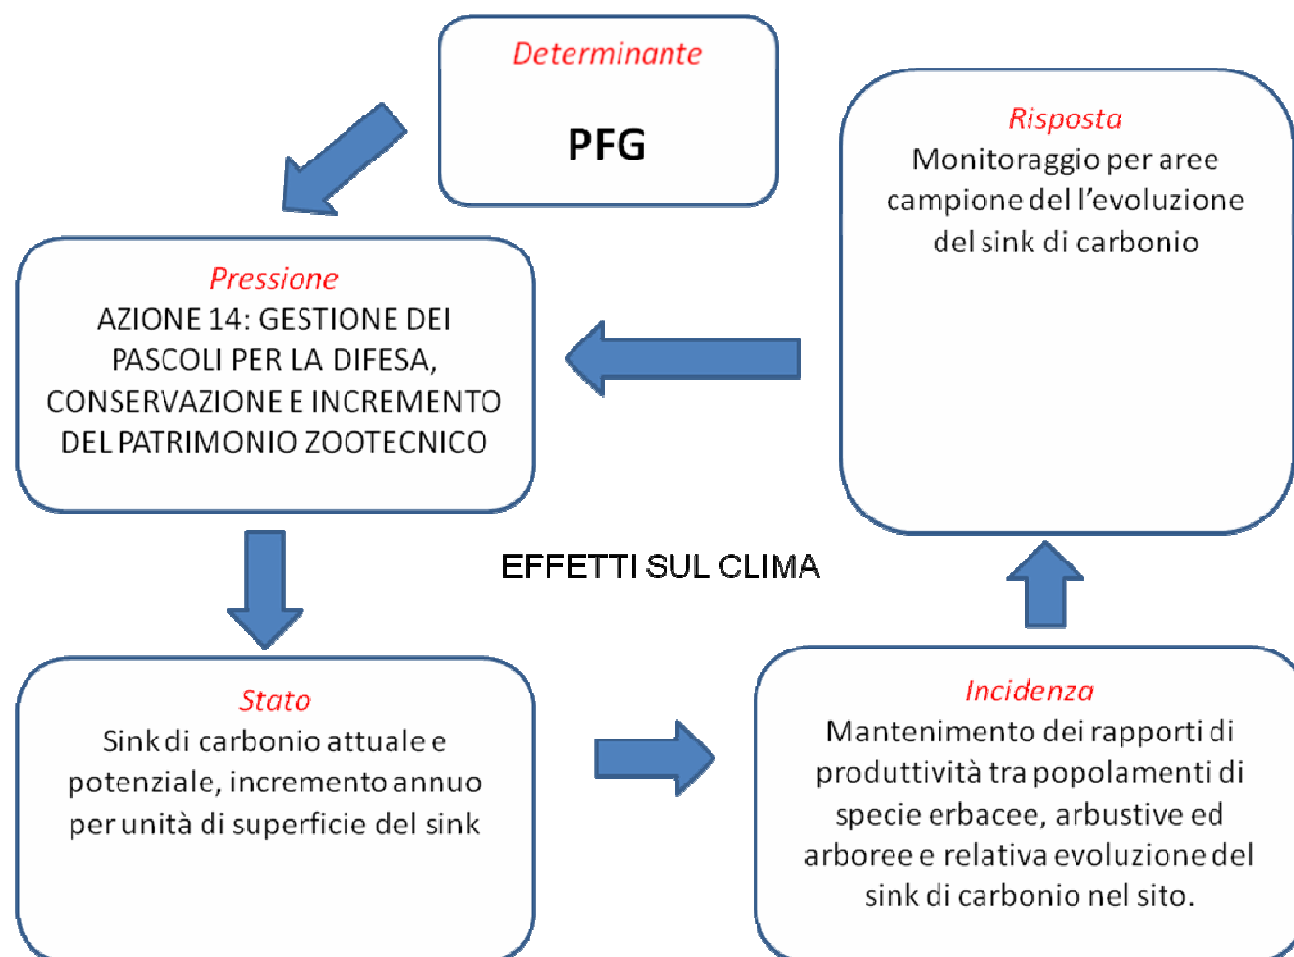 Determinante
PFG
Risposta
Monitoraggio per aree
campione del l’evoluzione
del sink di carbonio
Pressione
AZIONE 14: GESTIONE DEI
PASCOLI PER LA DIFESA,
CONSERVAZIONE E INCREMENTO
DEL PATRIMONIO ZOOTECNICO
EFFETTI SUL CLIMA
Stato
Sink di carbonio attuale e
potenziale, incremento annuo
per unità di superficie del sink
Incidenza
Mantenimento dei rapporti di
produttività tra popolamenti di
specie erbacee, arbustive ed
arboree e relativa evoluzione del
sink di carbonio nel sito.